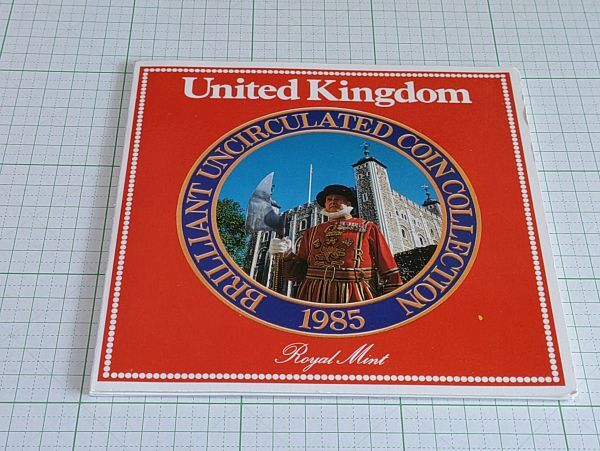 United Kingdom
BRILLIANT UNCIRCULATED COIN COLLECTION
1985
Royal Mint